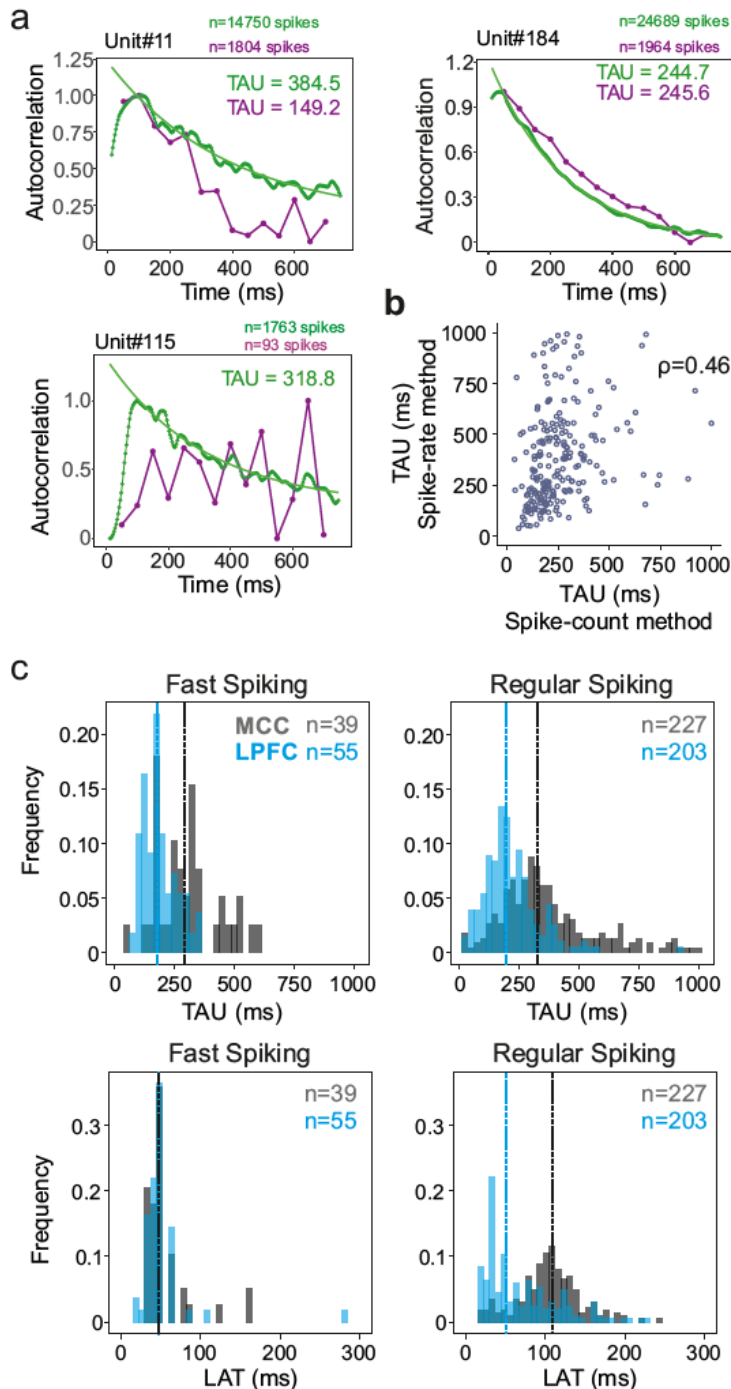 a
n=14750 spikes
Unit#11
n=1804 spikes
TAU = 384.5
TAU = 149.2
1.25
1.00
0.75
0.50
0.25
0
Autocorrelation
0 200 400 600
Time (ms)
n=24689 spikes
Unit#184
n=1964 spikes
TAU = 244.7
TAU = 245.6
1.2
0.9
0.6
0.3
0
Autocorrelation
0 200 400 600
Time (ms)
n=1763 spikes
Unit#115
n=93 spikes
TAU = 318.8
1.0
0.5
0
Autocorrelation
0 200 400 600
Time (ms)
b
1000
750
500
250
0
ρ=0.46
TAU (ms)
Spike-rate method
0 250 500 750 1000
TAU (ms)
Spike-count method
c
Fast Spiking
MCC n=39
LPFC n=55
0.20
0.15
0.10
0.05
0
Frequency
0 250 500 1000
TAU (ms)
Regular Spiking
n=227
n=203
0.20
0.15
0.10
0.05
0
0 250 500 750 1000
TAU (ms)
Fast Spiking
n=39
n=55
0.3
0.2
0.1
0
Frequency
0 100 200 300
LAT (ms)
Regular Spiking
n=227
n=203
0.3
0.2
0.1
0
0 100 200 300
LAT (ms)